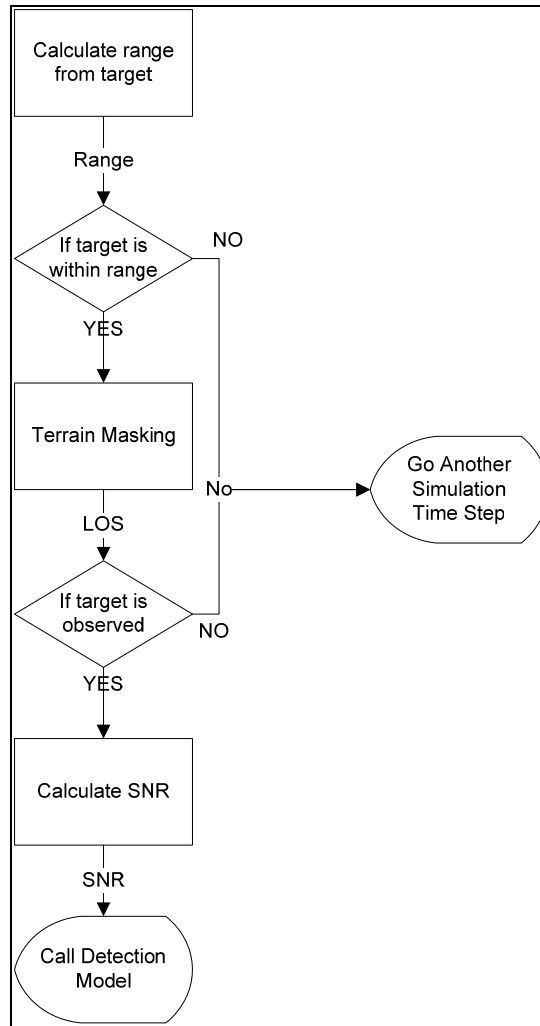 Calculate range
from target
Range
If target is
within range
NO
YES
Terrain Masking
LOS
No
Go Another
Simulation
Time Step
If target is
observed
NO
YES
Calculate SNR
SNR
Call Detection
Model